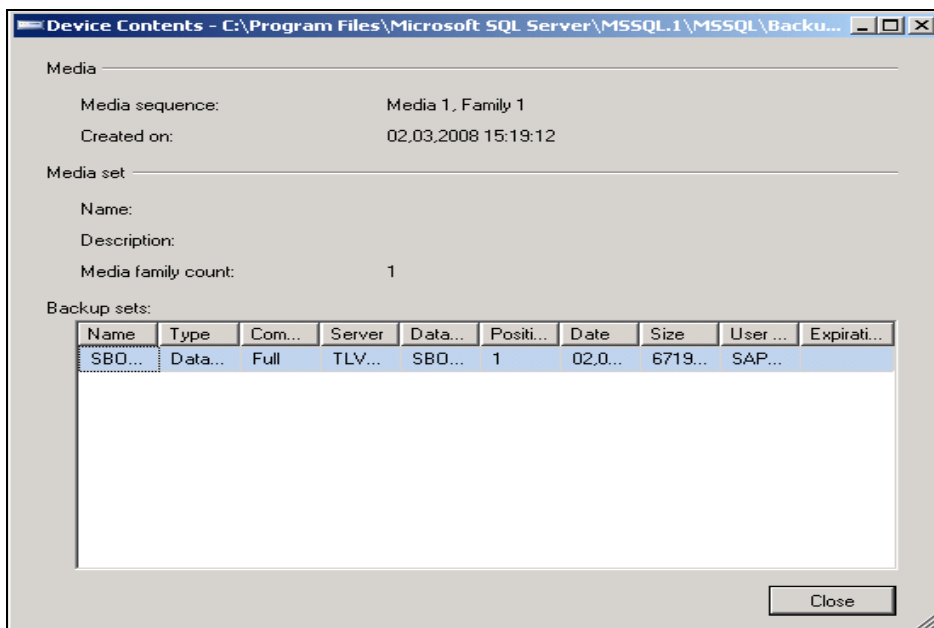 Device Contents - C:\Program Files\Microsoft SQL Server\MSSQL.1\MSSQL\Backu...
Media
Media sequence: Media 1, Family 1
Created on: 02,03,2008 15:19:12
Media set
Name:
Description:
Media family count: 1
Backup sets:
Name Type Com... Server Data... Positi... Date Size User ... Expirati...
SBO... Data... Full TLV... SBO... 1 02,0... 6719... SAP...
Close